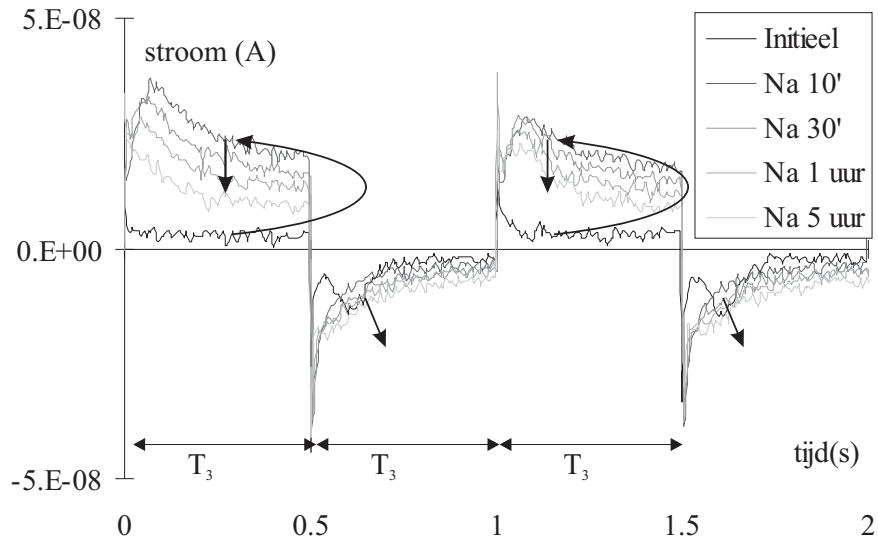 5.E-08
stroom (A)
Initieel
Na 10'
Na 30'
Na 1 uur
Na 5 uur
0.E+00
T₃
T₃
T₃
tijd(s)
-5.E-08
0
0.5
1
1.5
2